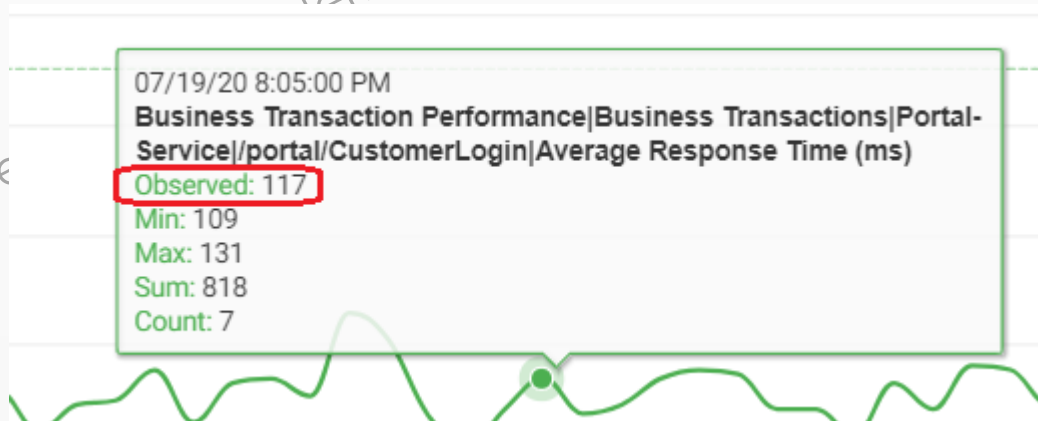 07/19/20 8:05:00 PM
Business Transaction Performance|Business Transactions|Portal-
Service|/portal/CustomerLogin|Average Response Time (ms)
Observed: 117
Min: 109
Max: 131
Sum: 818
Count: 7